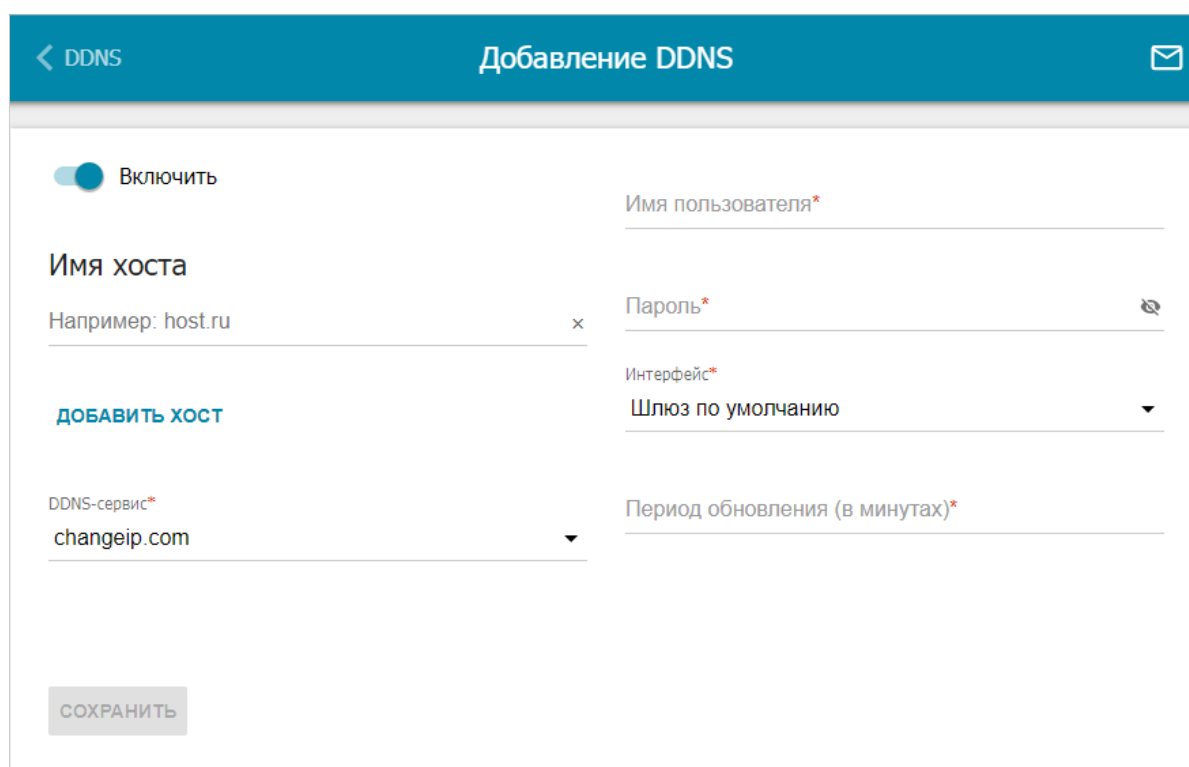 DDNS
Добавление DDNS
Включить
Имя хоста
Например: host.ru
ДОБАВИТЬ ХОСТ
DDNS-сервис*
changeip.com
Имя пользователя*
Пароль*
Интерфейс*
Шлюз по умолчанию
Период обновления (в минутах)*
СОХРАНИТЬ